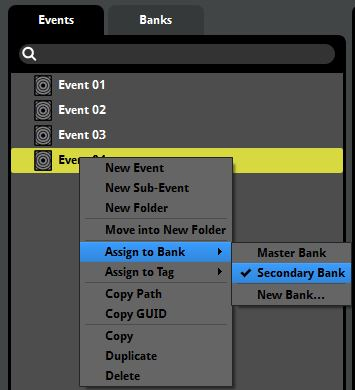 Events Banks
Event 01
Event 02
Event 03
New Event
New Sub-Event
New Folder
Move into New Folder
Assign to Bank
Assign to Tag
Copy Path
Copy GUID
Copy
Duplicate
Delete
Master Bank
Secondary Bank
New Bank...